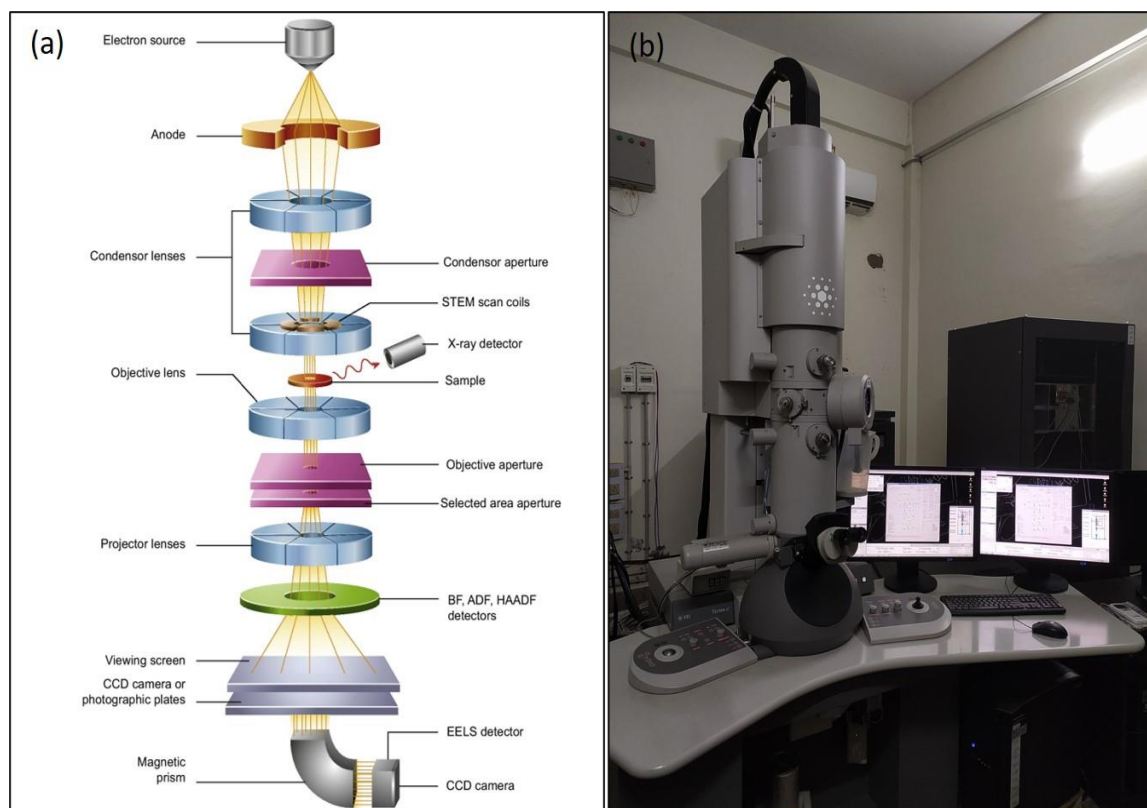 (a)
Electron source
Anode
Condensor lenses
Condensor aperture
STEM scan coils
X-ray detector
Objective lens
Sample
Objective aperture
Selected area aperture
Projector lenses
BF, ADF, HAADF
detectors
Viewing screen
CCD camera or
photographic plates
EELS detector
Magnetic
prism
CCD camera
(b)